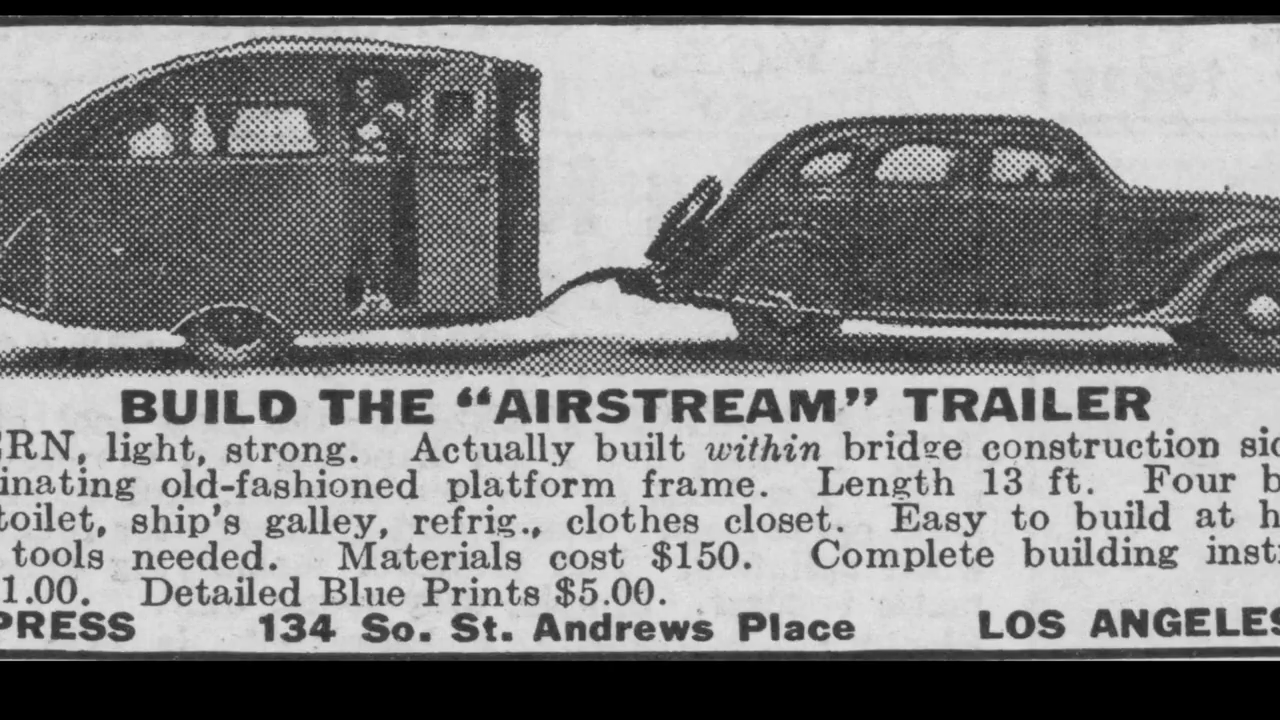 BUILD THE “AIRSTREAM” TRAILER
ERN, light, strong. Actually built within bridge construction sid
inating old-fashioned platform frame. Length 13 ft. Four b
toilet, ship's galley, refrig., clothes closet. Easy to build at h
tools needed. Materials cost $150. Complete building insti
1.00. Detailed Blue Prints $5.00.
PRESS 134 So. St. Andrews Place LOS ANGELES